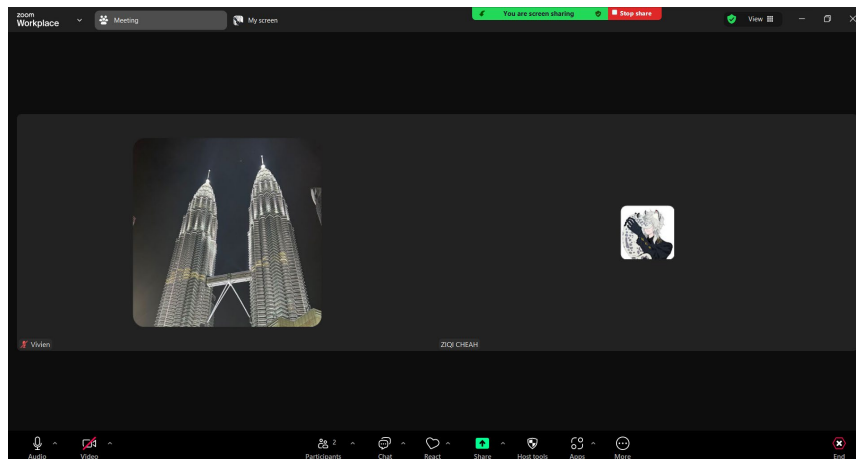 zoom
Workplace
Meeting
My screen
You are screen sharing
Stop share
View
Vivien
ZIQI CHEAH
Audio
Video
Participants
2
Chat
React
Share
Host tools
Apps
More
End